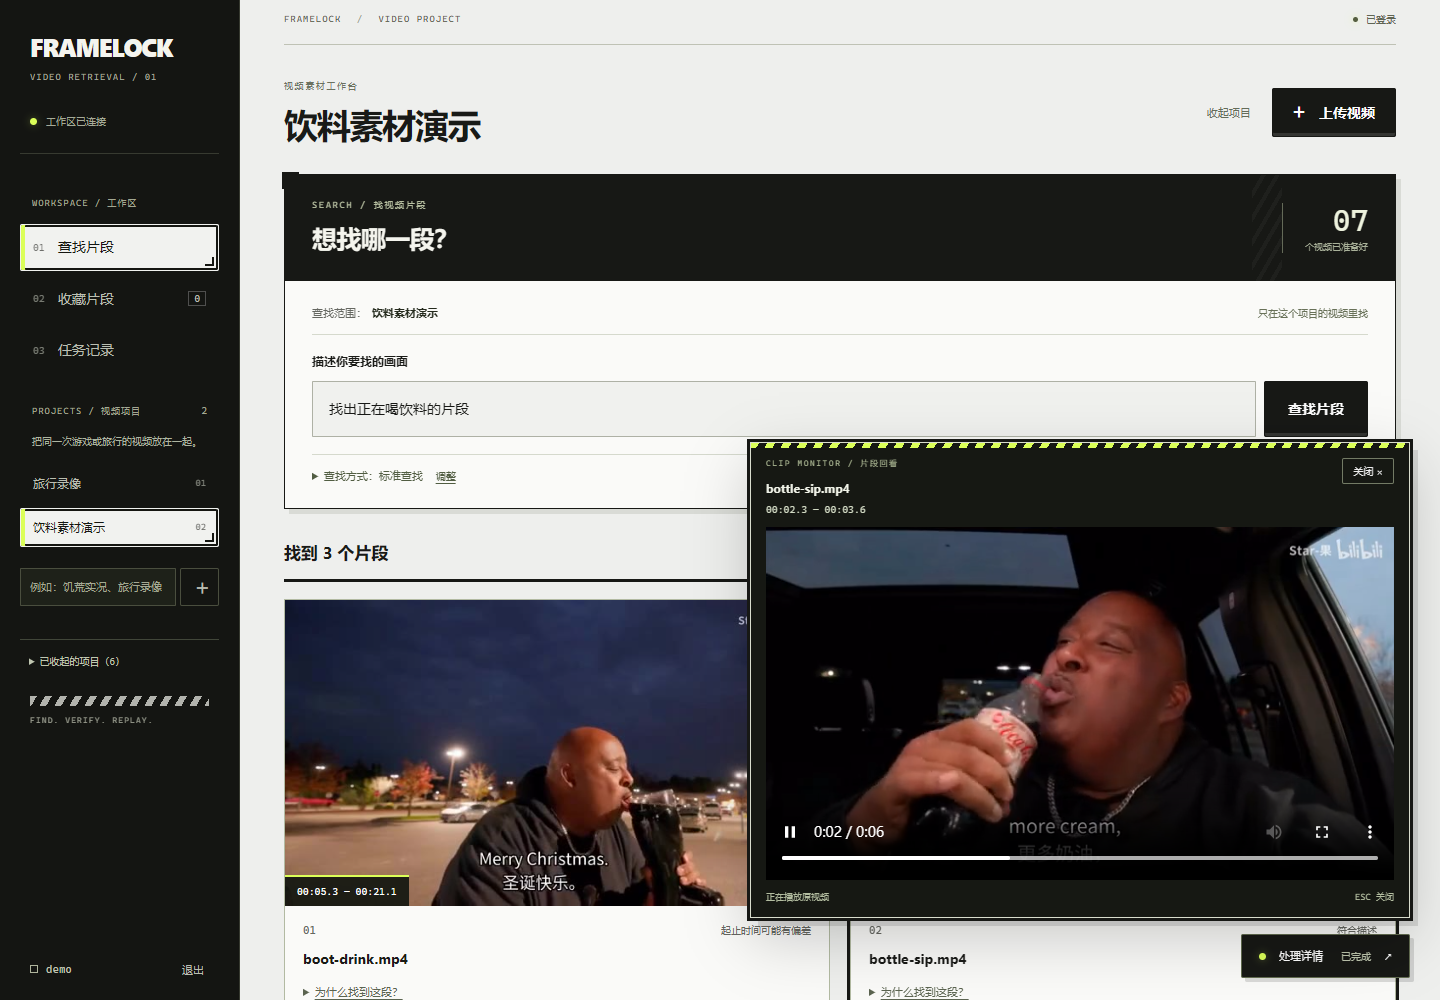 FRAMELOCK
VIDEO RETRIEVAL / 01
工作区已连接
WORKSPACE / 工作区
01 查找片段
02 收藏片段 0
03 任务记录
PROJECTS / 视频项目 2
把同一次游戏或旅行的视频放在一起。
旅行录像 01
饮料素材演示 02
例如：饥荒实况、旅行录像 +
▶ 已收起的项目（6）
FIND. VERIFY. REPLAY.
demo 退出
FRAMELOCK / VIDEO PROJECT
已登录
视频素材工作台
饮料素材演示
收起项目
+ 上传视频
SEARCH / 找视频片段
想找哪一段？
07
个视频已准备好
查找范围： 饮料素材演示
只在这个项目的视频里找
描述你要找的画面
找出正在喝饮料的片段
查找片段
▶ 查找方式：标准查找 调整
找到 3 个片段
Merry Christmas.
圣诞快乐。
00:05.3 — 00:21.1
01 起止时间可能有偏差
boot-drink.mp4
▶ 为什么找到这段？
CLIP MONITOR / 片段回看
关闭 ×
bottle-sip.mp4
00:02.3 — 00:03.6
Star-果 bilibili
more cream,
更多奶油
0:02 / 0:06
正在播放原视频
ESC 关闭
02 符合描述
bottle-sip.mp4
▶ 为什么找到这段？
处理详情 已完成 ↗